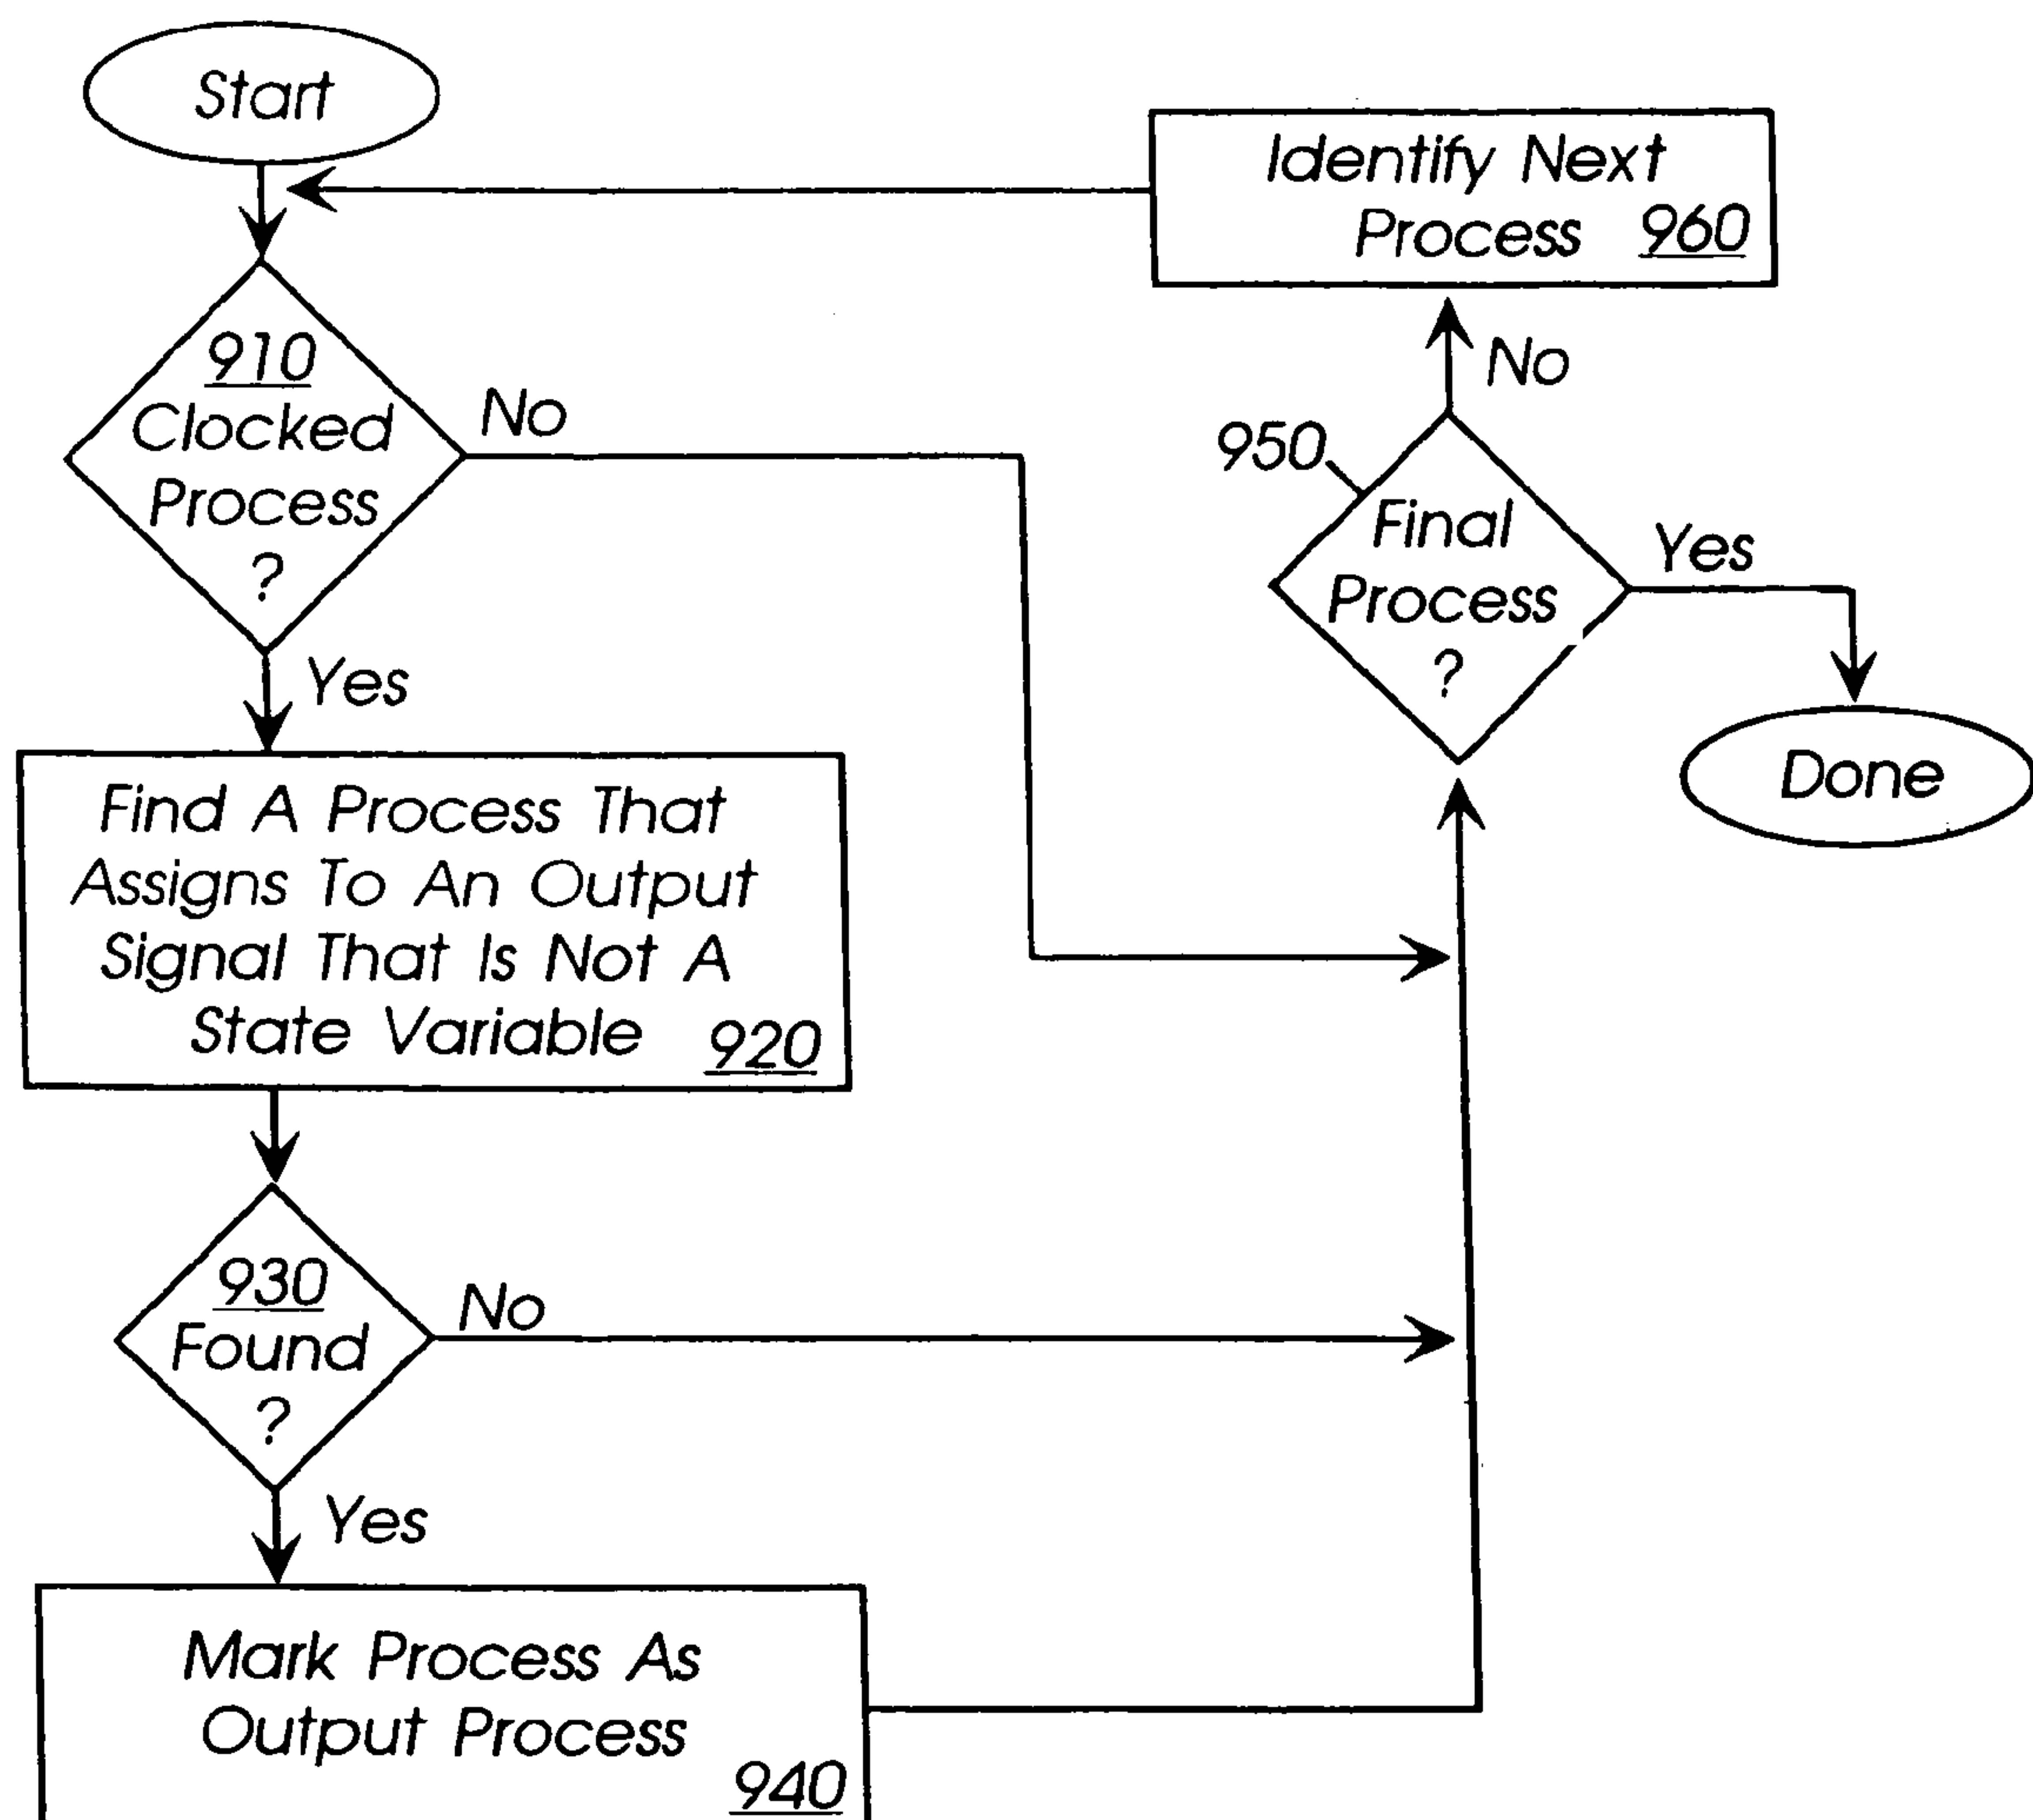 Start
910
Clocked
Process
?
No
Yes
Find A Process That
Assigns To An Output
Signal That Is Not A
State Variable 920
930
Found
?
No
Yes
Mark Process As
Output Process
940
Identify Next
Process 960
No
950
Final
Process
?
Yes
Done